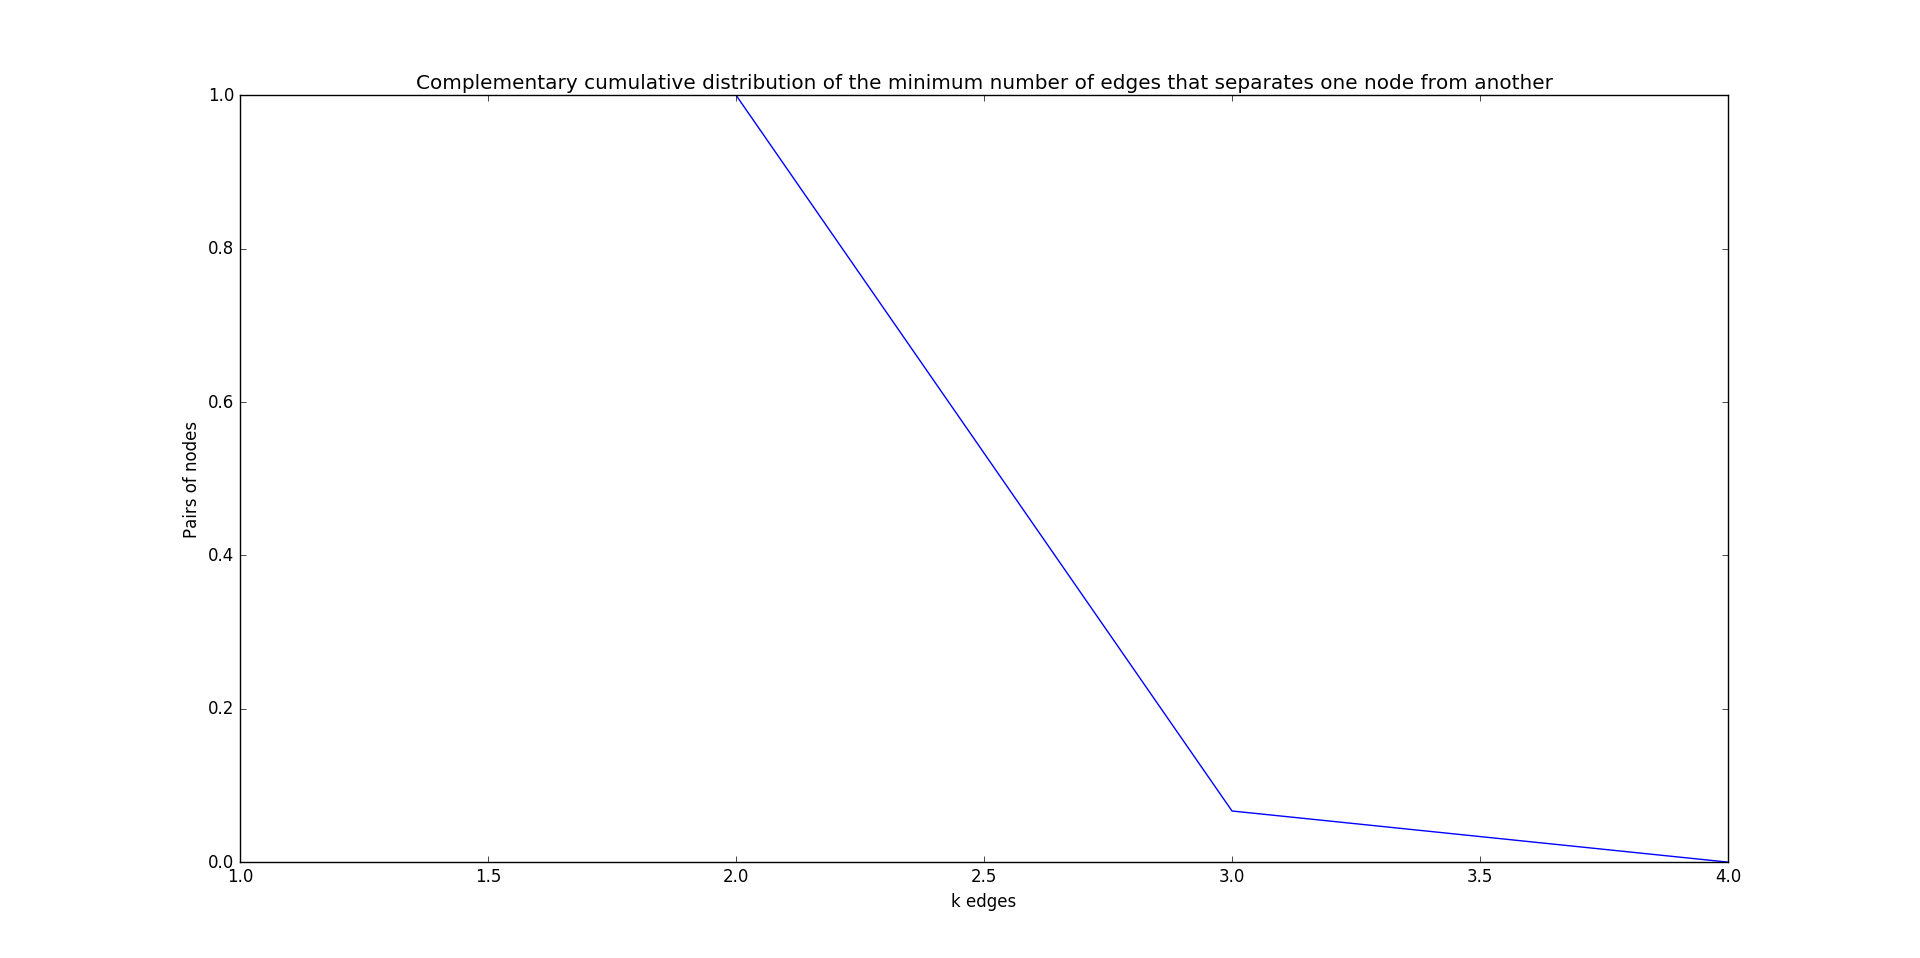 Complementary cumulative distribution of the minimum number of edges that separates one node from another
1.0
0.8
0.6
0.4
0.2
0.0
Pairs of nodes
1.0 1.5 2.0 2.5 3.0 3.5 4.0
k edges